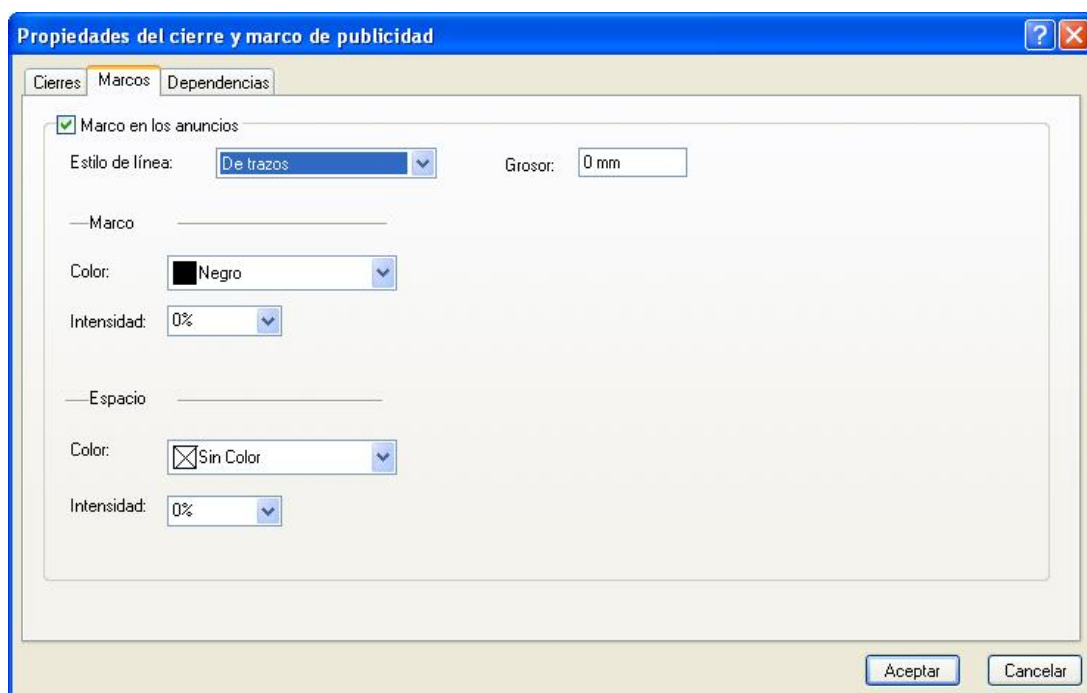 Propiedades del cierre y marco de publicidad
Cierres Marcos Dependencias
Marco en los anuncios
Estilo de línea: De trazos Grosor: 0 mm
Marco
Color: Negro
Intensidad: 0%
Espacio
Color: Sin Color
Intensidad: 0%
Aceptar Cancelar